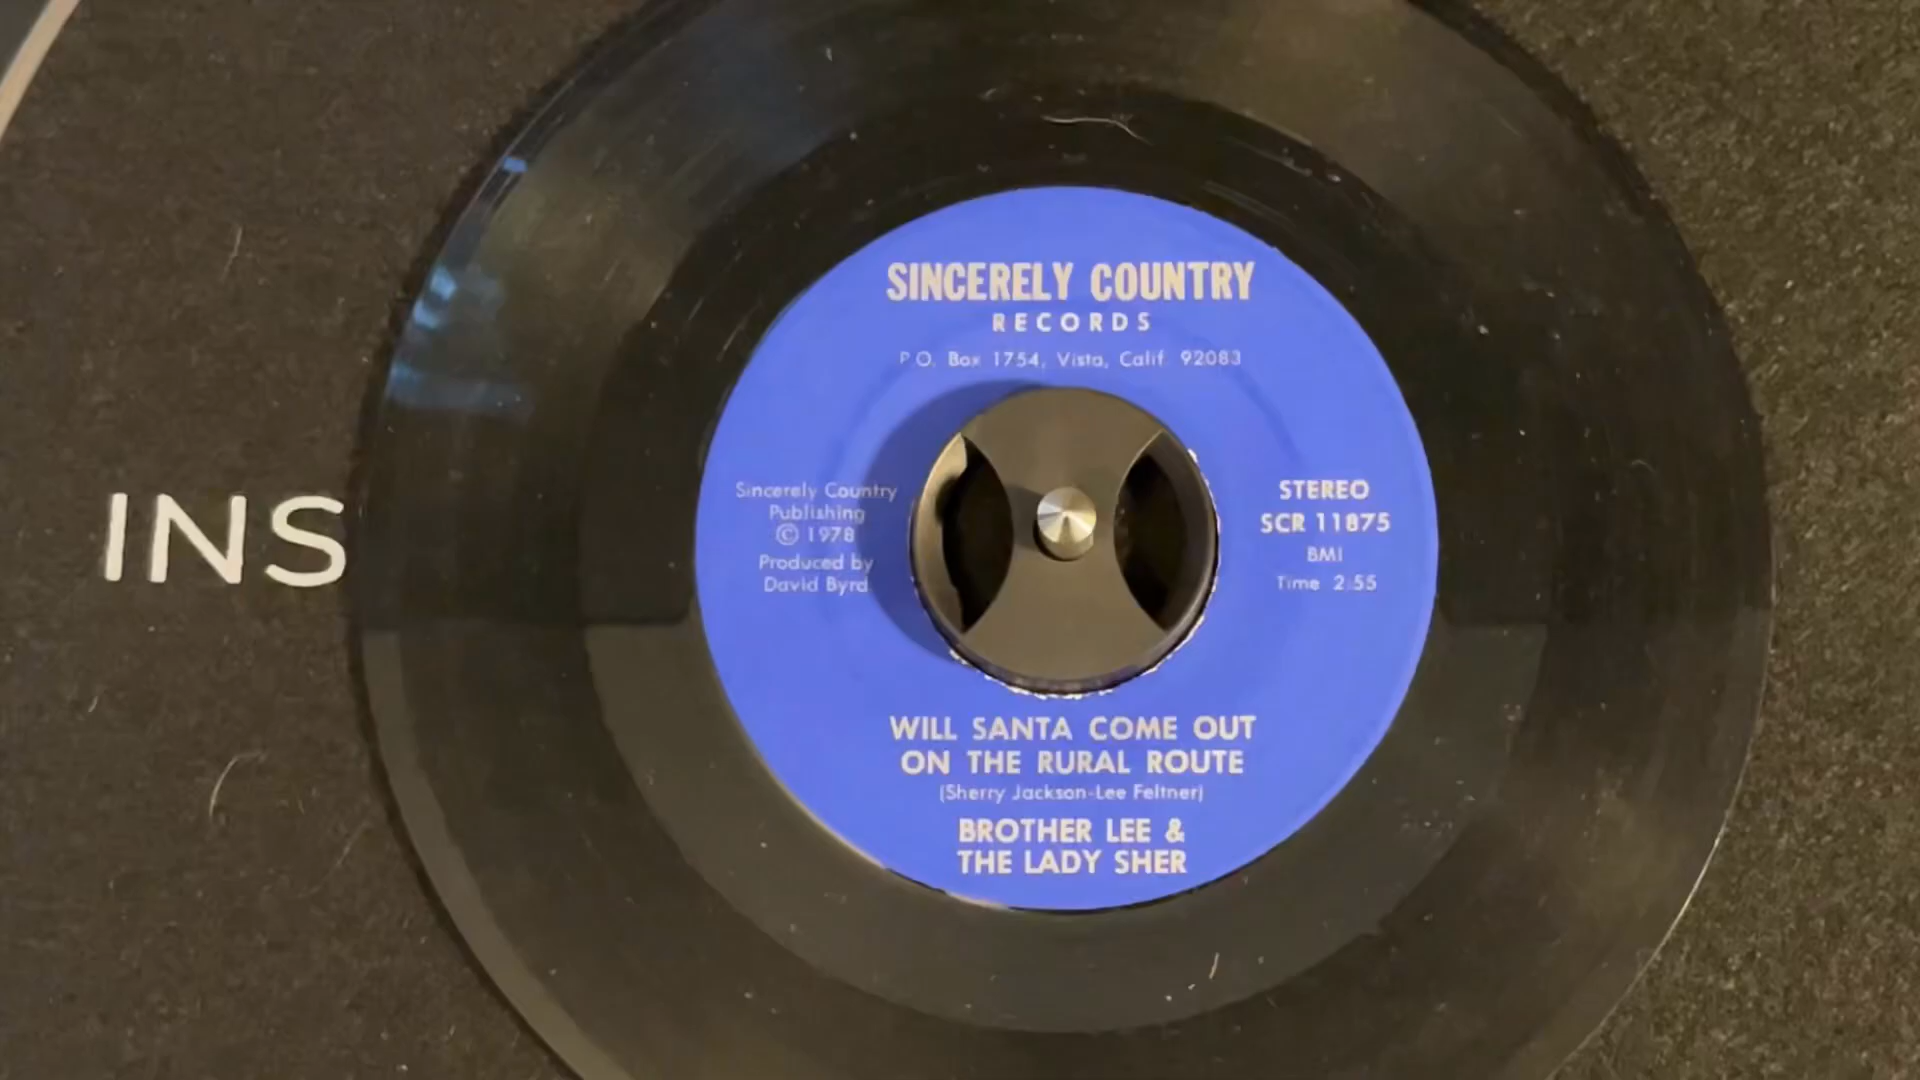 SINCERELY COUNTRY
RECORDS
P.O. Box 1754, Vista, Calif. 92083
INS
Sincerely Country
Publishing
© 1978
Produced by
David Byrd
STEREO
SCR 11875
BMI
Time 2:55
WILL SANTA COME OUT
ON THE RURAL ROUTE
(Sherry Jackson-Lee Feltner)
BROTHER LEE &
THE LADY SHER